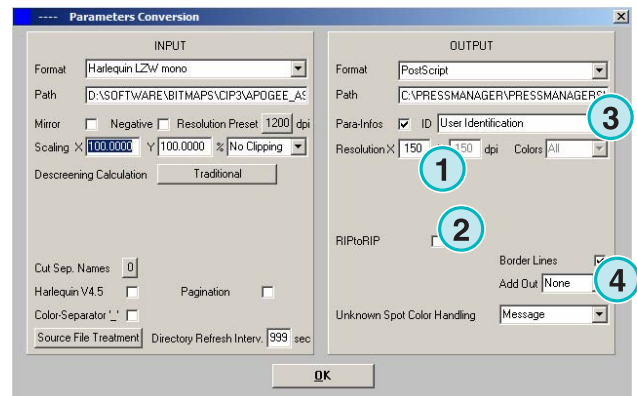 ---- Parameters Conversion
INPUT
Format Harlequin LZW mono
Path D:\SOFTWARE\BITMAPS\CIP3\APOGEE_AS
Mirror Negative Resolution Preset 1200 dpi
Scaling X 100.0000 Y 100.0000 % No Clipping
Descreening Calculation Traditional
Cut Sep. Names 0
Harlequin V4.5 Pagination
Color-Separator '_'
Source File Treatment Directory Refresh Interv. 999 sec
OUTPUT
Format PostScript
Path C:\PRESSMANAGER\PRESSMANAGERS\
Para-Infos ID User Identification 3
Resolution X 150 150 dpi Colors All
1
RIPtoRIP 2
Border Lines
Add Out None 4
Unknown Spot Color Handling Message
OK